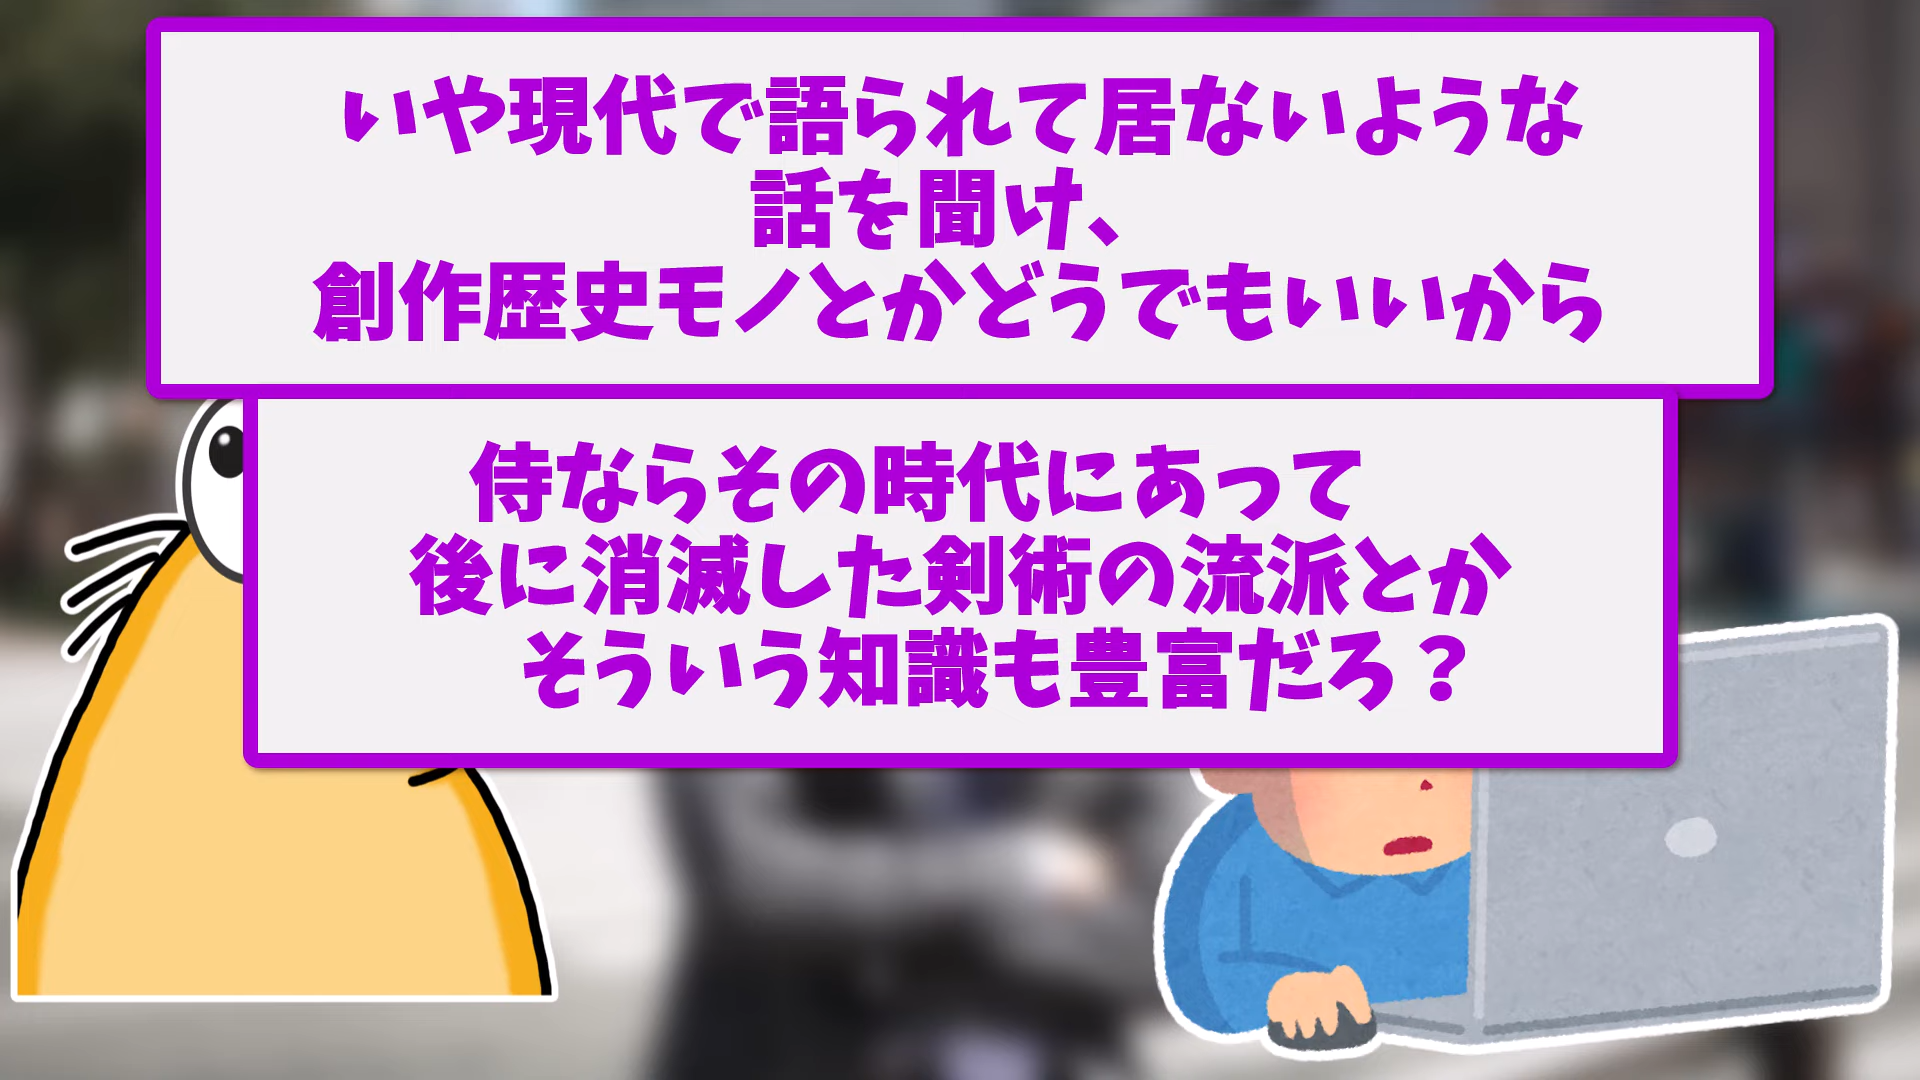 いや現代で語られて居ないような
話を聞け、
創作歴史モノとかどうでもいいから
侍ならその時代にあって
後に消滅した剣術の流派とか
そういう知識も豊富だろ？